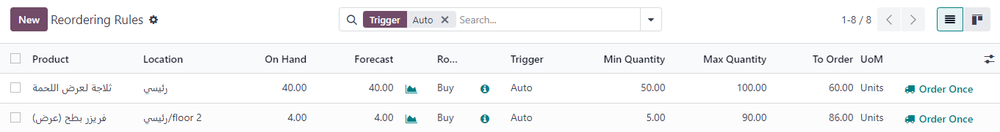 New Reordering Rules Trigger Auto Search... 1-8 / 8
Product Location On Hand Forecast Ro... Trigger Min Quantity Max Quantity To Order UoM
ثلاجة لعرض اللحمة رئيسي 40.00 40.00 Buy Auto 50.00 100.00 60.00 Units Order Once
فريزر بطح (عرض) رئيسي/floor 2 4.00 4.00 Buy Auto 5.00 90.00 86.00 Units Order Once